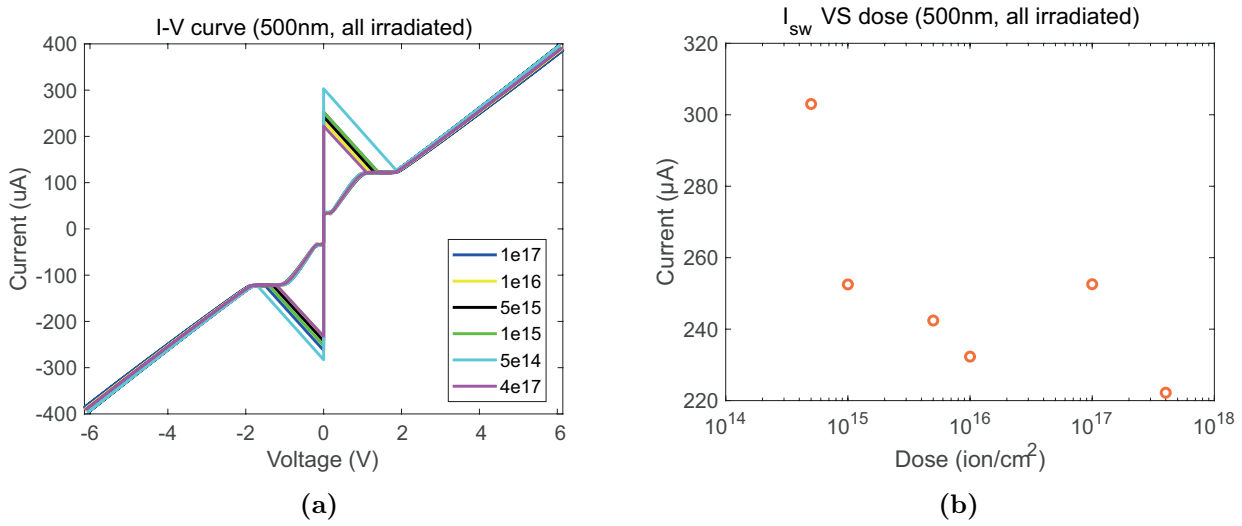 I-V curve (500nm, all irradiated)
400
300
200
100
0
-100
-200
-300
-400
Current (uA)
-6
-4
-2
0
2
4
6
Voltage (V)
1e17
1e16
5e15
1e15
5e14
4e17
(a)
I_sw VS dose (500nm, all irradiated)
320
300
280
260
240
220
Current (µA)
10^14
10^15
10^16
10^17
10^18
Dose (ion/cm²)
(b)